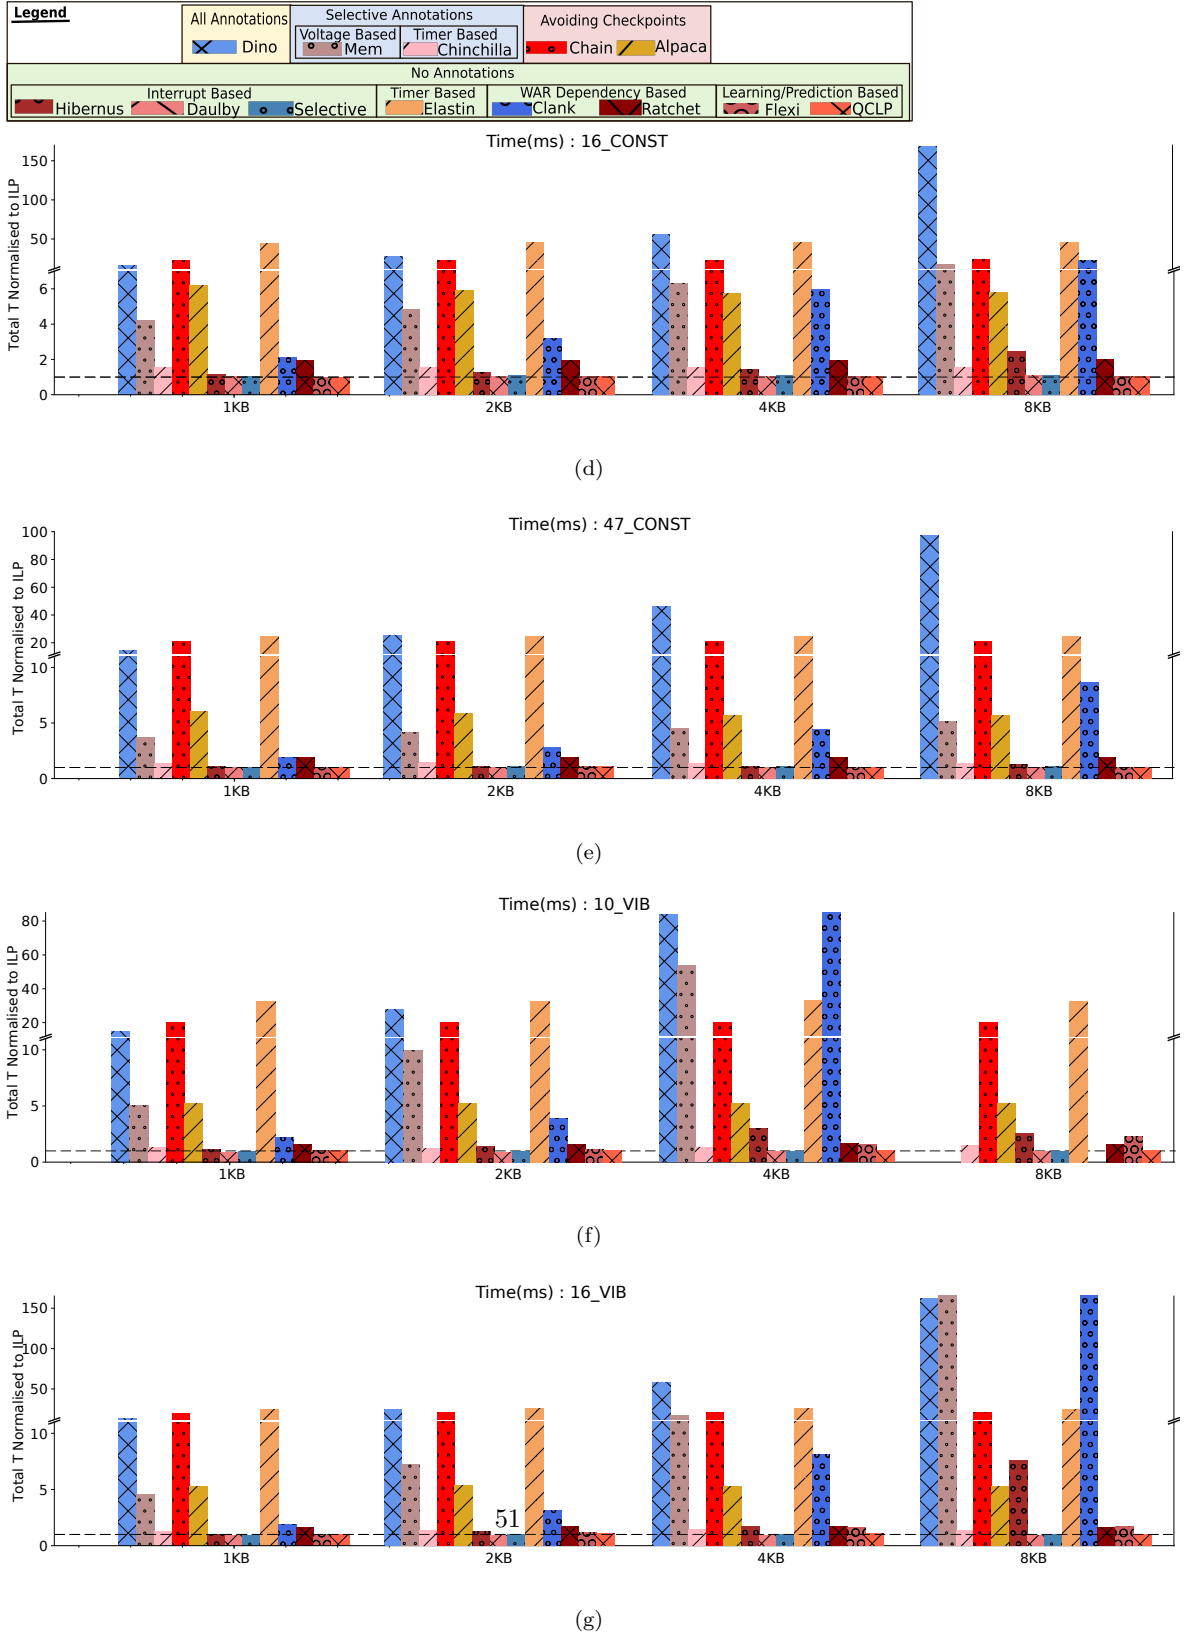 Legend
All Annotations
Dino
Selective Annotations
Voltage Based
Mem
Timer Based
Chinchilla
Avoiding Checkpoints
Chain
Alpaca
No Annotations
Interrupt Based
Hibernus
Daulby
Selective
Timer Based
Elastin
WAR Dependency Based
Clank
Ratchet
Learning/Prediction Based
Flexi
QCLP
Time(ms) : 16_CONST
Total T Normalised to ILP
150
100
50
6
4
2
0
1KB 2KB 4KB 8KB
(d)
Time(ms) : 47_CONST
Total T Normalised to ILP
100
80
60
40
20
10
5
0
1KB 2KB 4KB 8KB
(e)
Time(ms) : 10_VIB
Total T Normalised to ILP
80
60
40
20
10
5
0
1KB 2KB 4KB 8KB
(f)
Time(ms) : 16_VIB
Total T Normalised to ILP
150
100
50
10
5
0
51
1KB 2KB 4KB 8KB
(g)